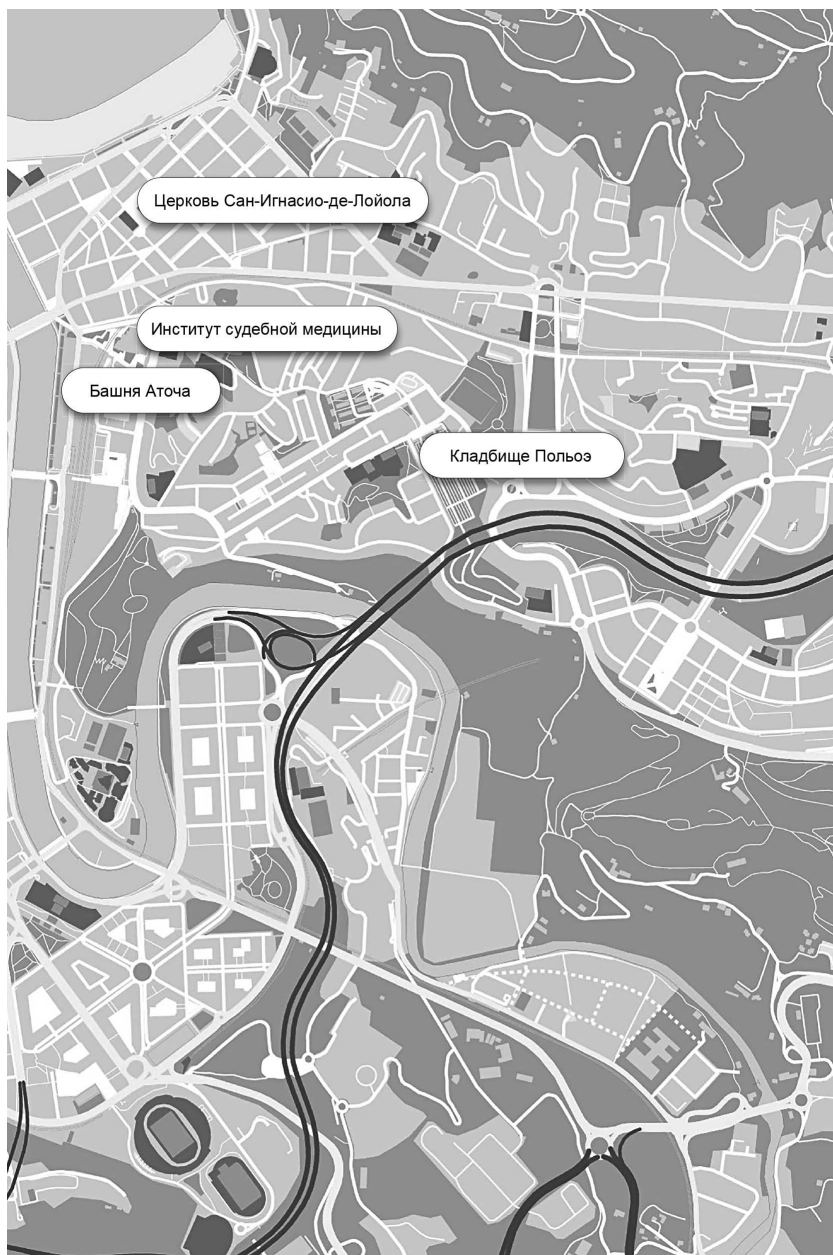 Церковь Сан-Игнасио-де-Лойола
Институт судебной медицины
Башня Аточа
Кладбище Польоэ